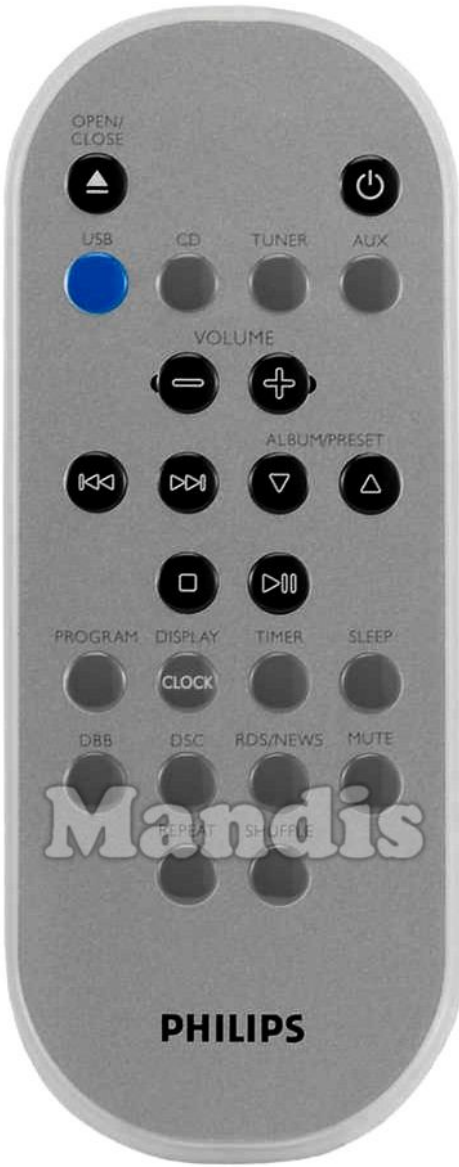 OPEN/
CLOSE
USB CD TUNER AUX
VOLUME
ALBUM/PRESET
PROGRAM DISPLAY TIMER SLEEP
CLOCK
DBB DSC RDS/NEWS MUTE
Mandis
REPEAT SHUFFLE
PHILIPS